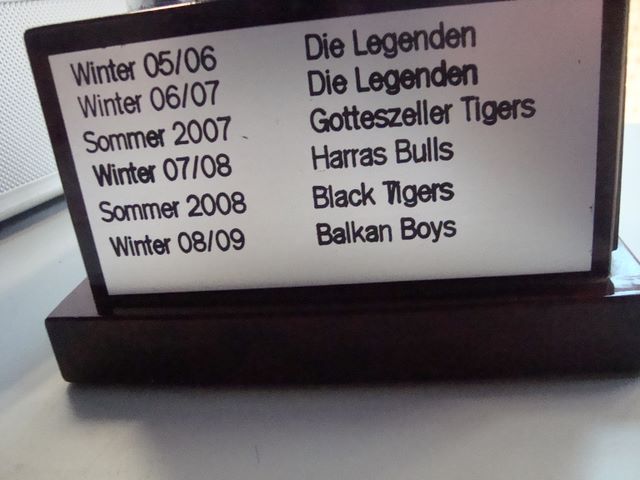 Winter 05/06 Die Legenden
Winter 06/07 Die Legenden
Sommer 2007 Gotteszeller Tigers
Winter 07/08 Harras Bulls
Sommer 2008 Black Tigers
Winter 08/09 Balkan Boys